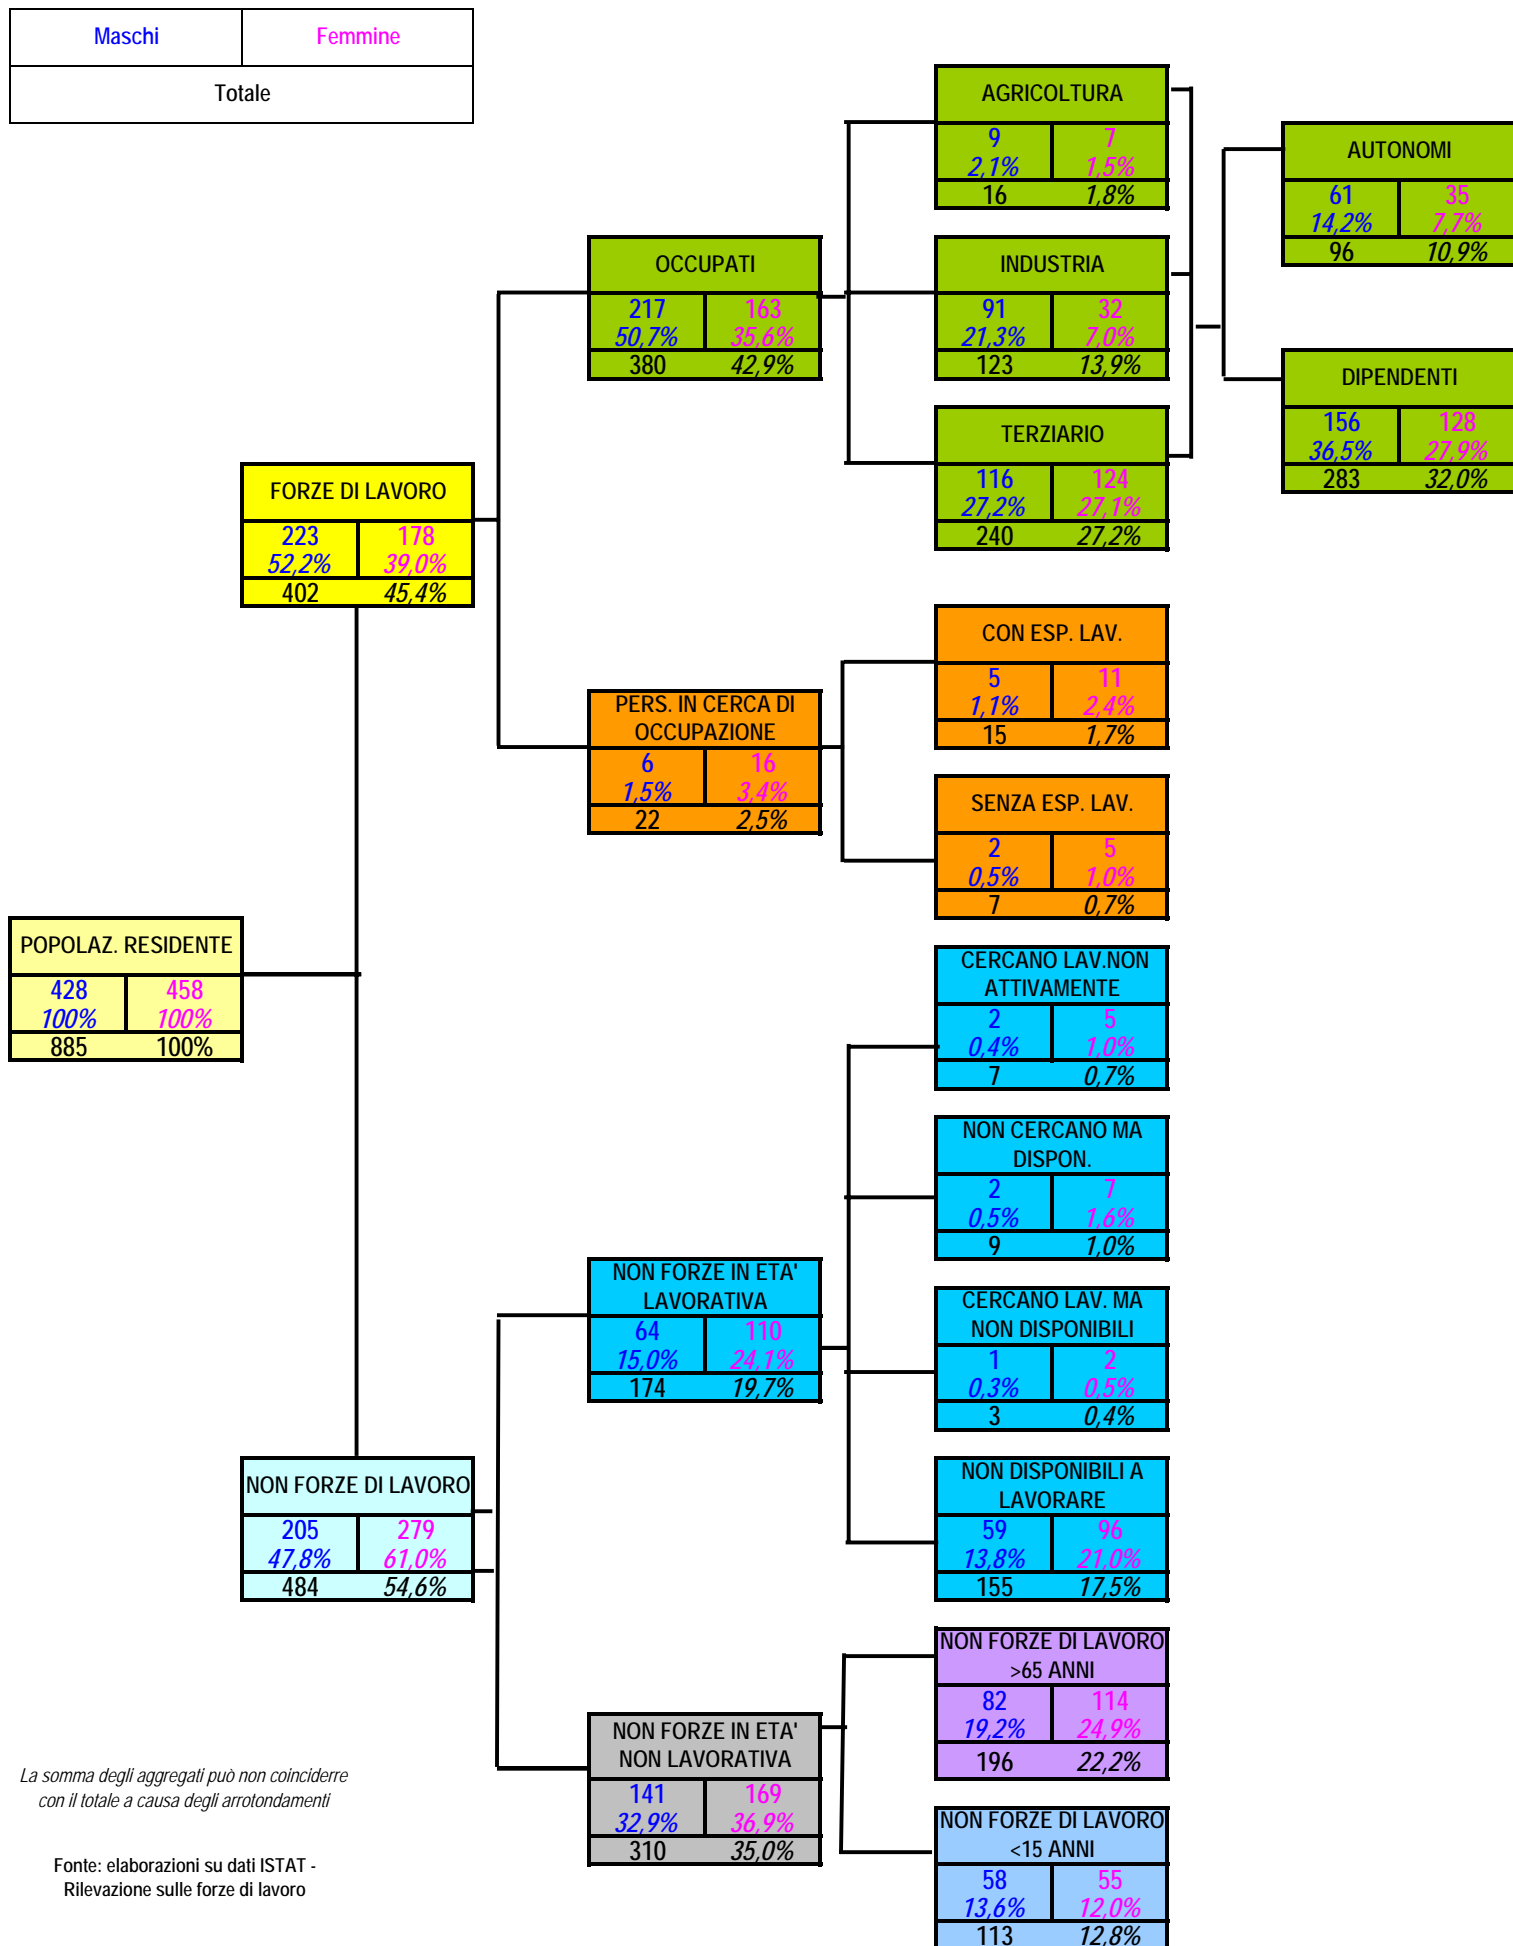 Maschi Femmine
Totale
AGRICOLTURA
9 7
2,1% 1,5%
16 1,8%
AUTONOMI
61 35
14,2% 7,7%
96 10,9%
OCCUPATI
217 163
50,7% 35,6%
380 42,9%
INDUSTRIA
91 32
21,3% 7,0%
123 13,9%
DIPENDENTI
156 128
36,5% 27,9%
283 32,0%
TERZIARIO
116 124
27,2% 27,1%
240 27,2%
FORZE DI LAVORO
223 178
52,2% 39,0%
402 45,4%
CON ESP. LAV.
5 11
1,1% 2,4%
15 1,7%
PERS. IN CERCA DI
OCCUPAZIONE
6 16
1,5% 3,4%
22 2,5%
SENZA ESP. LAV.
2 5
0,5% 1,0%
7 0,7%
POPOLAZ. RESIDENTE
428 458
100% 100%
885 100%
CERCANO LAV.NON
ATTIVAMENTE
2 5
0,4% 1,0%
7 0,7%
NON CERCANO MA
DISPON.
2 7
0,5% 1,6%
9 1,0%
NON FORZE IN ETA'
LAVORATIVA
64 110
15,0% 24,1%
174 19,7%
CERCANO LAV. MA
NON DISPONIBILI
1 2
0,3% 0,5%
3 0,4%
NON FORZE DI LAVORO
205 279
47,8% 61,0%
484 54,6%
NON DISPONIBILI A
LAVORARE
59 96
13,8% 21,0%
155 17,5%
NON FORZE DI LAVORO
>65 ANNI
82 114
19,2% 24,9%
196 22,2%
NON FORZE IN ETA'
NON LAVORATIVA
141 169
32,9% 36,9%
310 35,0%
NON FORZE DI LAVORO
<15 ANNI
58 55
13,6% 12,0%
113 12,8%
La somma degli aggregati può non coinciderre
con il totale a causa degli arrotondamenti
Fonte: elaborazioni su dati ISTAT -
Rilevazione sulle forze di lavoro